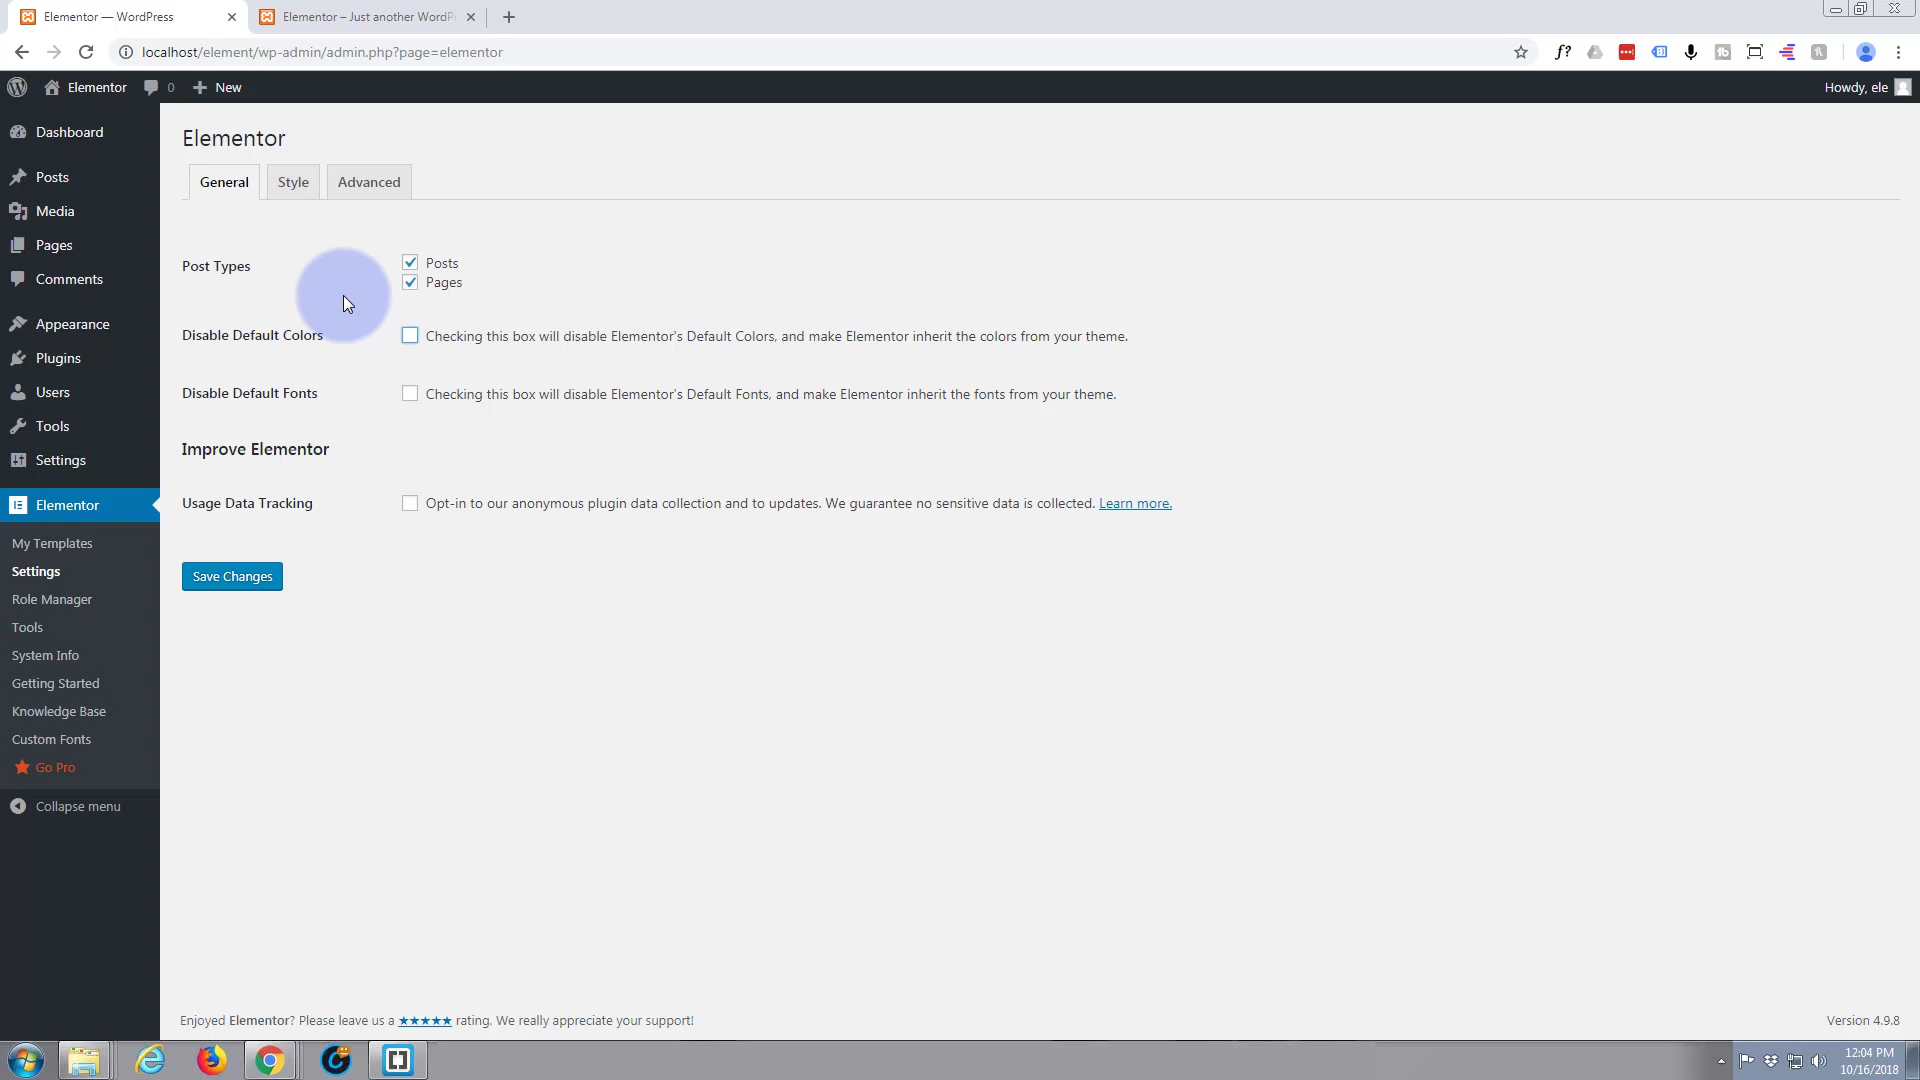 Elementor — WordPress
Elementor – Just another WordP
localhost/element/wp-admin/admin.php?page=elementor
f?
Elementor
0
New
Howdy, ele
Dashboard
Posts
Media
Pages
Comments
Appearance
Plugins
Users
Tools
Settings
Elementor
My Templates
Settings
Role Manager
Tools
System Info
Getting Started
Knowledge Base
Custom Fonts
Go Pro
Collapse menu
Elementor
General
Style
Advanced
Post Types
Posts
Pages
Disable Default Colors
Checking this box will disable Elementor's Default Colors, and make Elementor inherit the colors from your theme.
Disable Default Fonts
Checking this box will disable Elementor's Default Fonts, and make Elementor inherit the fonts from your theme.
Improve Elementor
Usage Data Tracking
Opt-in to our anonymous plugin data collection and to updates. We guarantee no sensitive data is collected. Learn more.
Save Changes
Enjoyed Elementor? Please leave us a ★★★★★ rating. We really appreciate your support!
Version 4.9.8
12:04 PM
10/16/2018